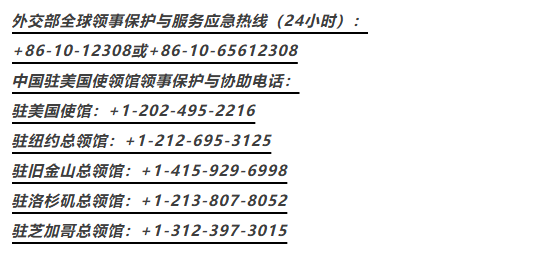 外交部全球领事保护与服务应急热线（24小时）：
+86-10-12308或+86-10-65612308
中国驻美国使领馆领事保护与协助电话：
驻美国使馆：+1-202-495-2216
驻纽约总领馆：+1-212-695-3125
驻旧金山总领馆：+1-415-929-6998
驻洛杉矶总领馆：+1-213-807-8052
驻芝加哥总领馆：+1-312-397-3015